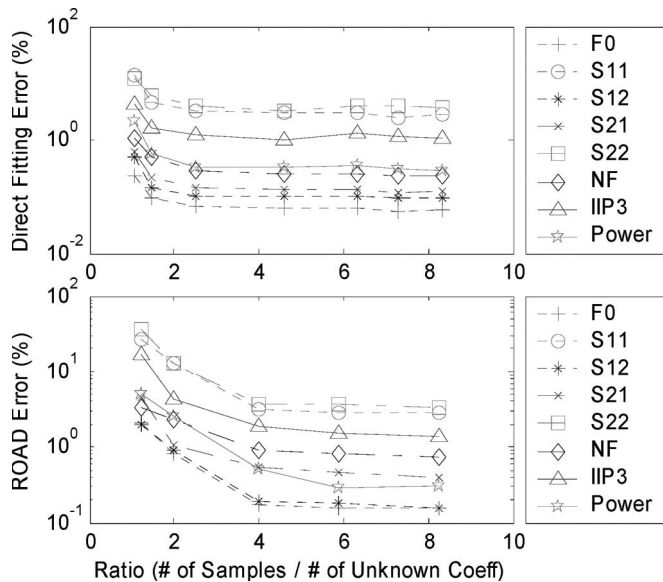 Direct Fitting Error (%)
10^2
10^0
10^-2
0 2 4 6 8 10
F0
S11
S12
S21
S22
NF
IIP3
Power
ROAD Error (%)
10^2
10^1
10^0
10^-1
0 2 4 6 8 10
Ratio (# of Samples / # of Unknown Coeff)
F0
S11
S12
S21
S22
NF
IIP3
Power